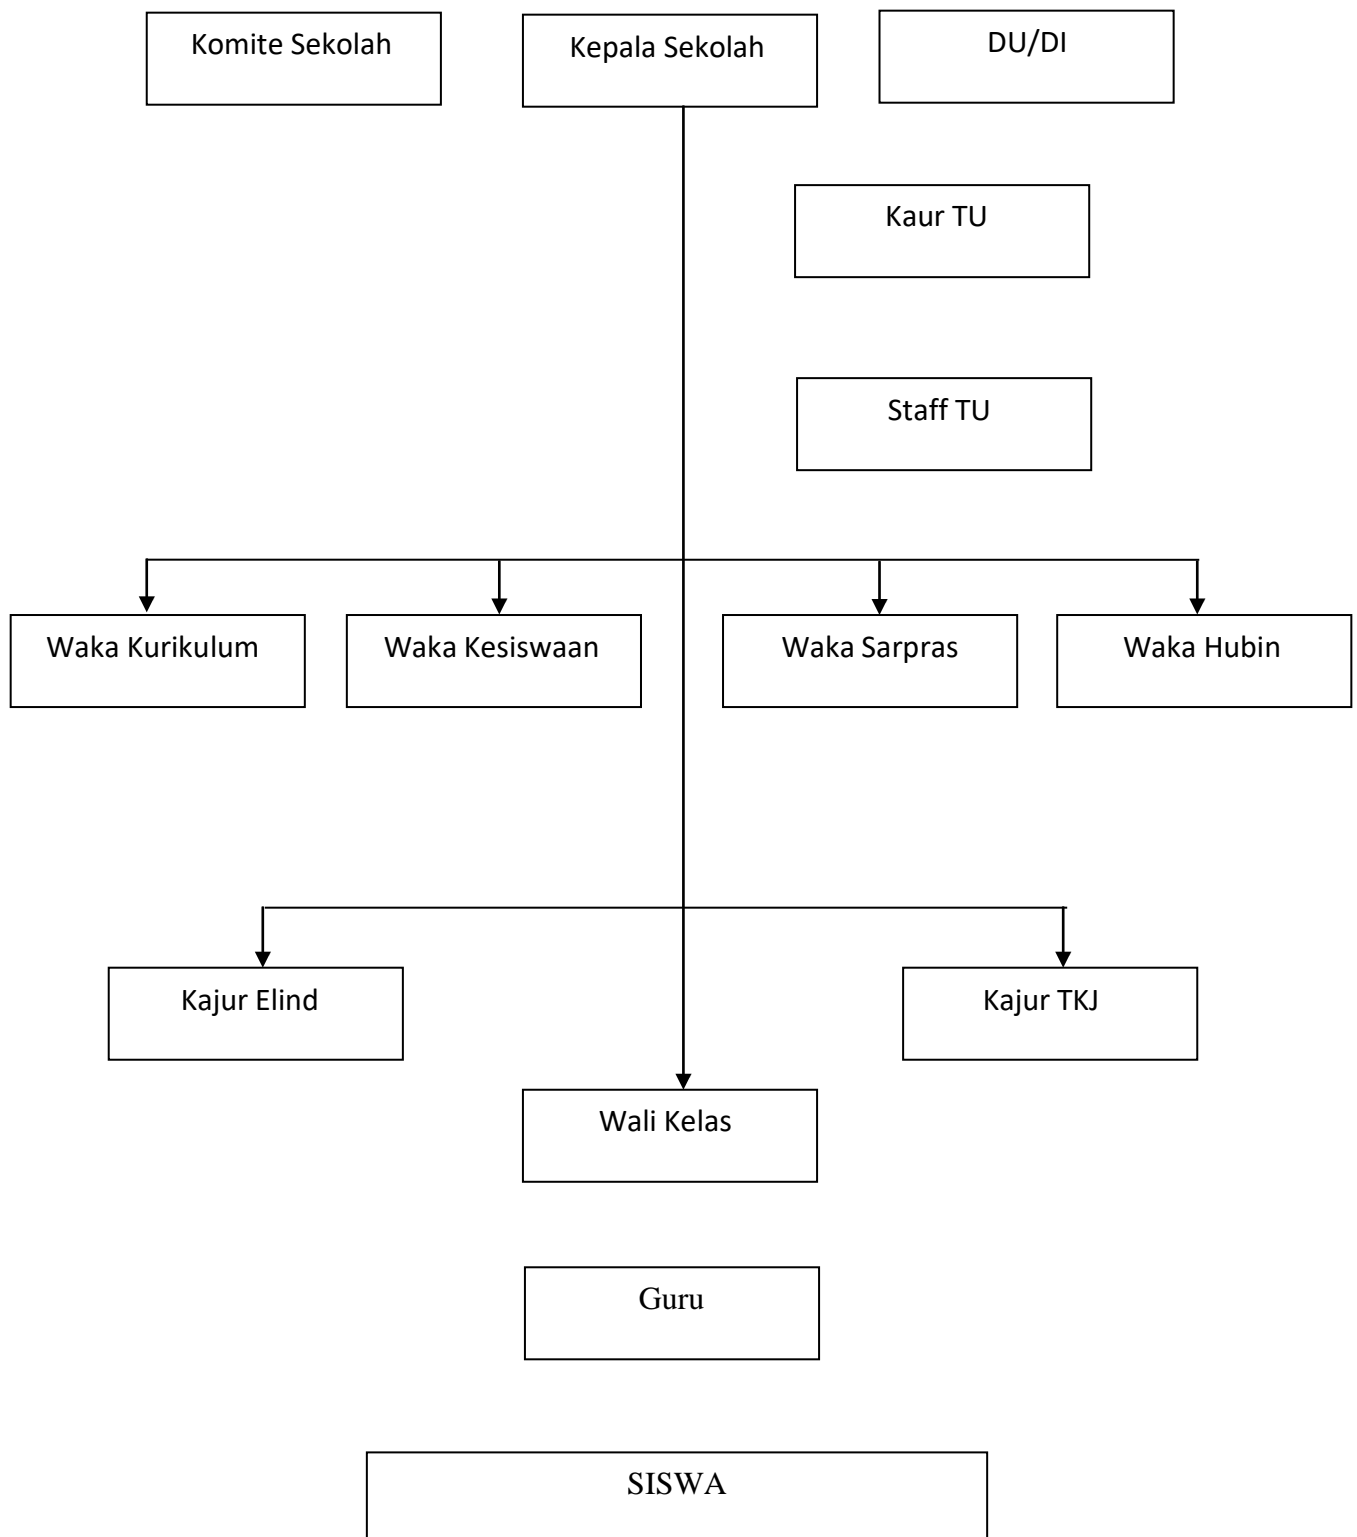 Komite Sekolah
Kepala Sekolah
DU/DI
Kaur TU
Staff TU
Waka Kurikulum
Waka Kesiswaan
Waka Sarpras
Waka Hubin
Kajur Elind
Kajur TKJ
Wali Kelas
Guru
SISWA